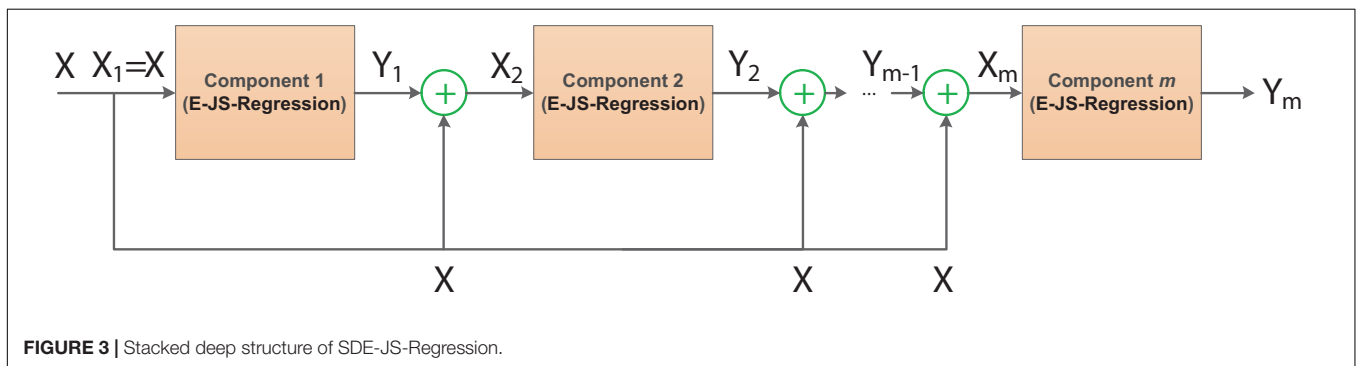 X X₁=X
Component 1
(E-JS-Regression)
Y₁
+
X₂
Component 2
(E-JS-Regression)
Y₂
+
...
Yₘ₋₁
+
Xₘ
Component m
(E-JS-Regression)
Yₘ
X
X
X
FIGURE 3 | Stacked deep structure of SDE-JS-Regression.